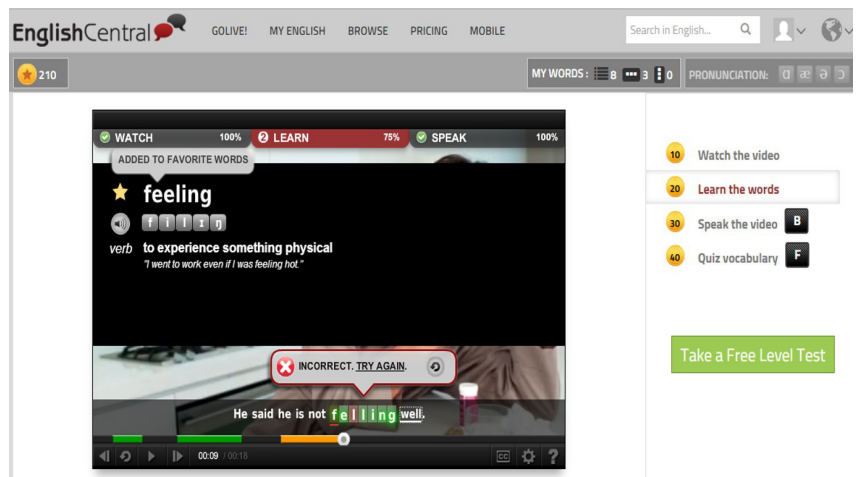 EnglishCentral GOLIVE! MY ENGLISH BROWSE PRICING MOBILE Search in English...
210 MY WORDS: 8 3 0 PRONUNCIATION: ɑ æ ə ɔ
WATCH 100% 2 LEARN 75% SPEAK 100%
ADDED TO FAVORITE WORDS
feeling
f i l ɪ ŋ
verb to experience something physical
"I went to work even if I was feeling hot."
INCORRECT. TRY AGAIN.
He said he is not felling well.
00:09 / 00:18 CC ?
10 Watch the video
20 Learn the words
30 Speak the video B
40 Quiz vocabulary F
Take a Free Level Test